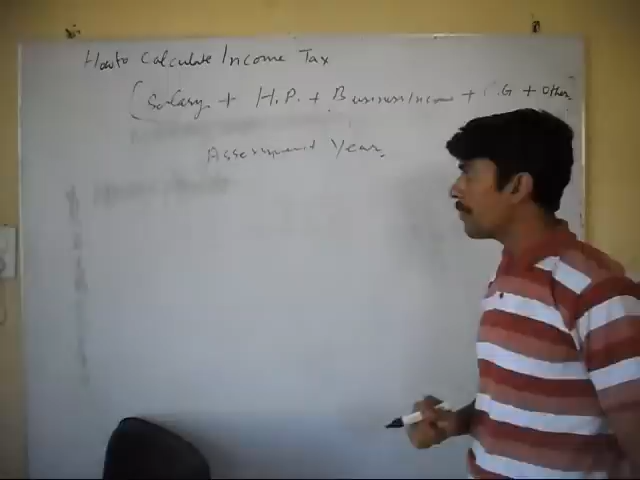 How to Calculate Income Tax
(Salary + H.P. + Business Income + C.G + Other
Assessment Year